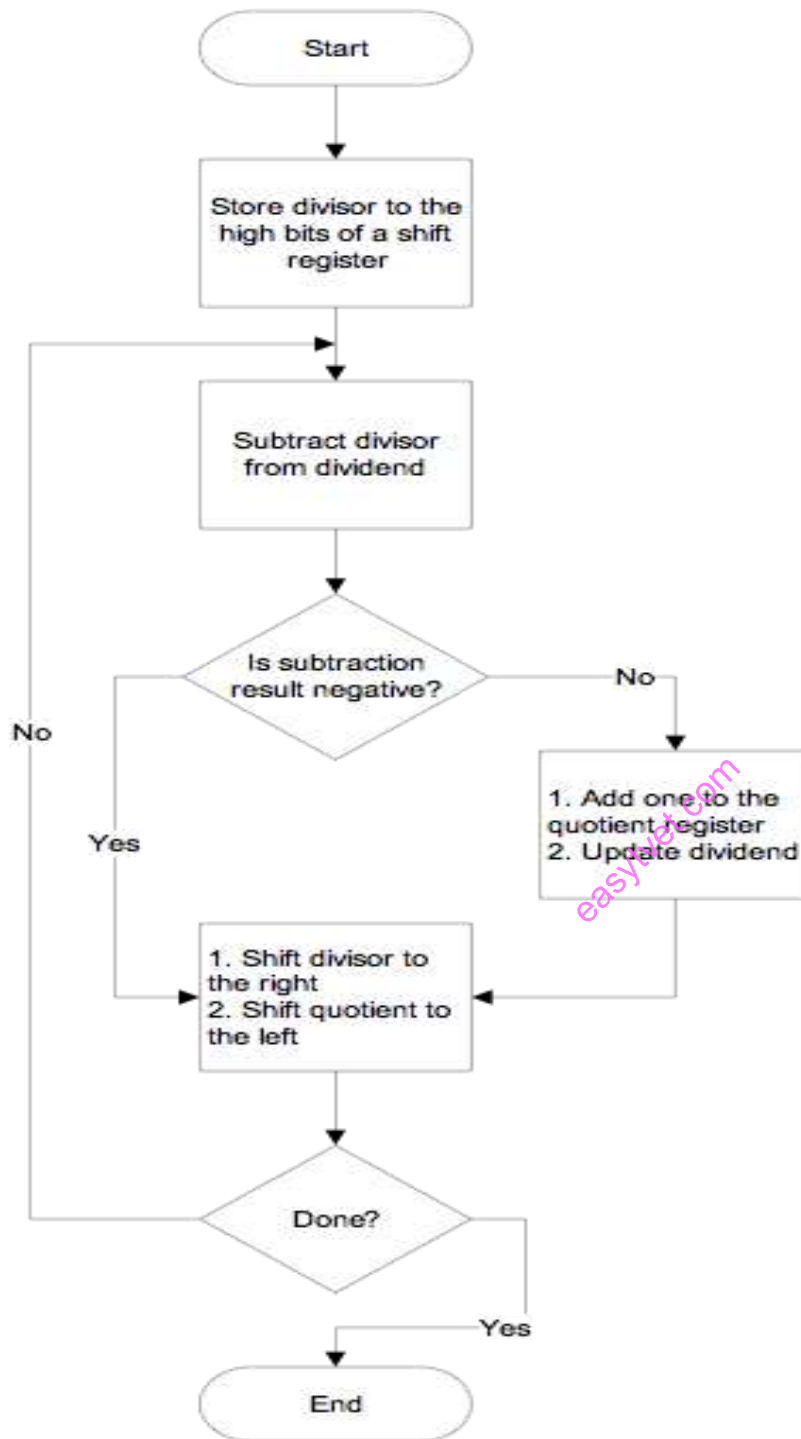 Start
Store divisor to the
high bits of a shift
register
Subtract divisor
from dividend
Is subtraction
result negative?
No
No
Yes
1. Add one to the
quotient register
2. Update dividend
easytvet.com
1. Shift divisor to
the right
2. Shift quotient to
the left
Done?
Yes
End